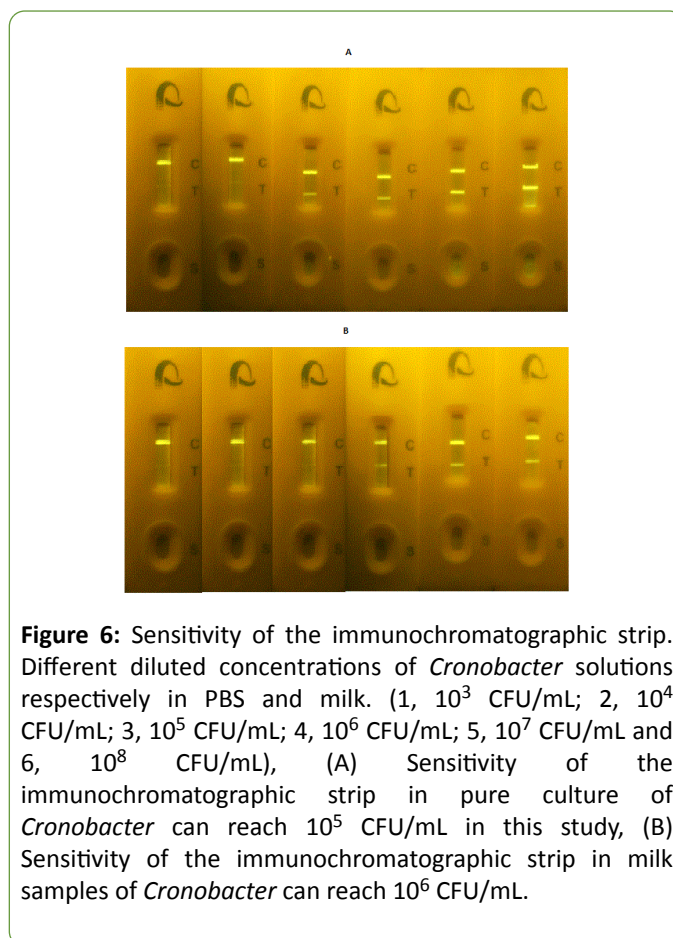 A
C C C C C C
T T T T T T
S S S S S S
B
C C C C C C
T T T T T T
S S S S S S
Figure 6: Sensitivity of the immunochromatographic strip.
Different diluted concentrations of Cronobacter solutions
respectively in PBS and milk. (1, 10³ CFU/mL; 2, 10⁴
CFU/mL; 3, 10⁵ CFU/mL; 4, 10⁶ CFU/mL; 5, 10⁷ CFU/mL and
6, 10⁸ CFU/mL), (A) Sensitivity of the
immunochromatographic strip in pure culture of
Cronobacter can reach 10⁵ CFU/mL in this study, (B)
Sensitivity of the immunochromatographic strip in milk
samples of Cronobacter can reach 10⁶ CFU/mL.